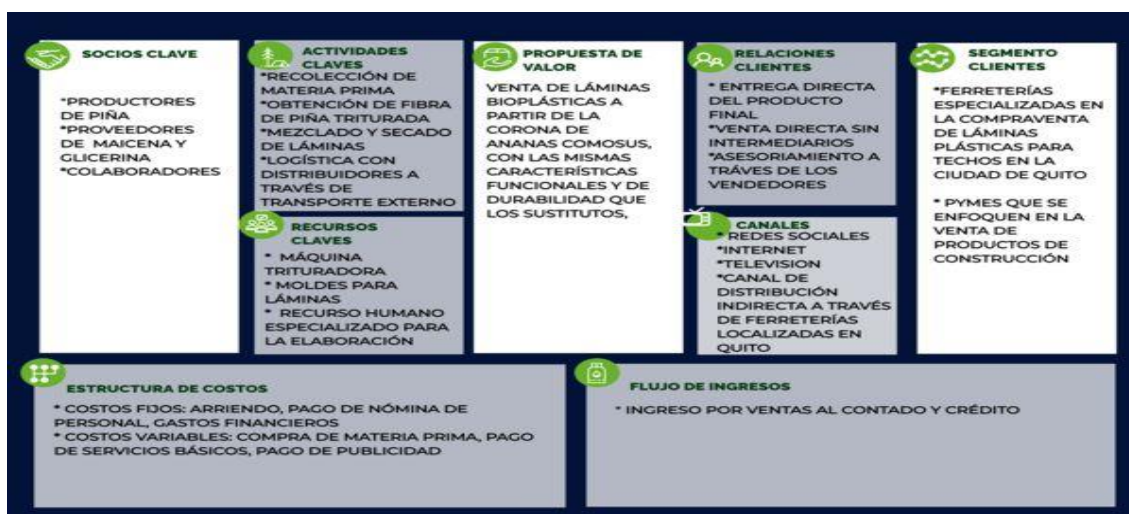 SOCIOS CLAVE
*PRODUCTORES
DE PIÑA
*PROVEEDORES
DE MAICENA Y
GLICERINA
*COLABORADORES
ACTIVIDADES
CLAVES
*RECOLECCIÓN DE
MATERIA PRIMA
*OBTENCIÓN DE FIBRA
DE PIÑA TRITURADA
*MEZCLADO Y SECADO
DE LÁMINAS
*LOGÍSTICA CON
DISTRIBUIDORES A
TRAVÉS DE
TRANSPORTE EXTERNO
RECURSOS
CLAVES
* MÁQUINA
TRITURADORA
* MOLDES PARA
LÁMINAS
* RECURSO HUMANO
ESPECIALIZADO PARA
LA ELABORACIÓN
PROPUESTA DE
VALOR
VENTA DE LÁMINAS
BIOPLÁSTICAS A
PARTIR DE LA
CORONA DE
ANANAS COMOSUS,
CON LAS MISMAS
CARACTERÍSTICAS
FUNCIONALES Y DE
DURABILIDAD QUE
LOS SUSTITUTOS,
RELACIONES
CLIENTES
* ENTREGA DIRECTA
DEL PRODUCTO
FINAL
*VENTA DIRECTA SIN
INTERMEDIARIOS
*ASESORIAMIENTO A
TRÁVES DE LOS
VENDEDORES
CANALES
* REDES SOCIALES
*INTERNET
*TELEVISION
*CANAL DE
DISTRIBUCIÓN
INDIRECTA A TRAVÉS
DE FERRETERÍAS
LOCALIZADAS EN
QUITO
SEGMENTO
CLIENTES
*FERRETERÍAS
ESPECIALIZADAS EN
LA COMPRAVENTA
DE LÁMINAS
PLÁSTICAS PARA
TECHOS EN LA
CIUDAD DE QUITO
* PYMES QUE SE
ENFOQUEN EN LA
VENTA DE
PRODUCTOS DE
CONSTRUCCIÓN
ESTRUCTURA DE COSTOS
* COSTOS FIJOS: ARRIENDO, PAGO DE NÓMINA DE
PERSONAL, GASTOS FINANCIEROS
* COSTOS VARIABLES: COMPRA DE MATERIA PRIMA, PAGO
DE SERVICIOS BÁSICOS, PAGO DE PUBLICIDAD
FLUJO DE INGRESOS
* INGRESO POR VENTAS AL CONTADO Y CRÉDITO